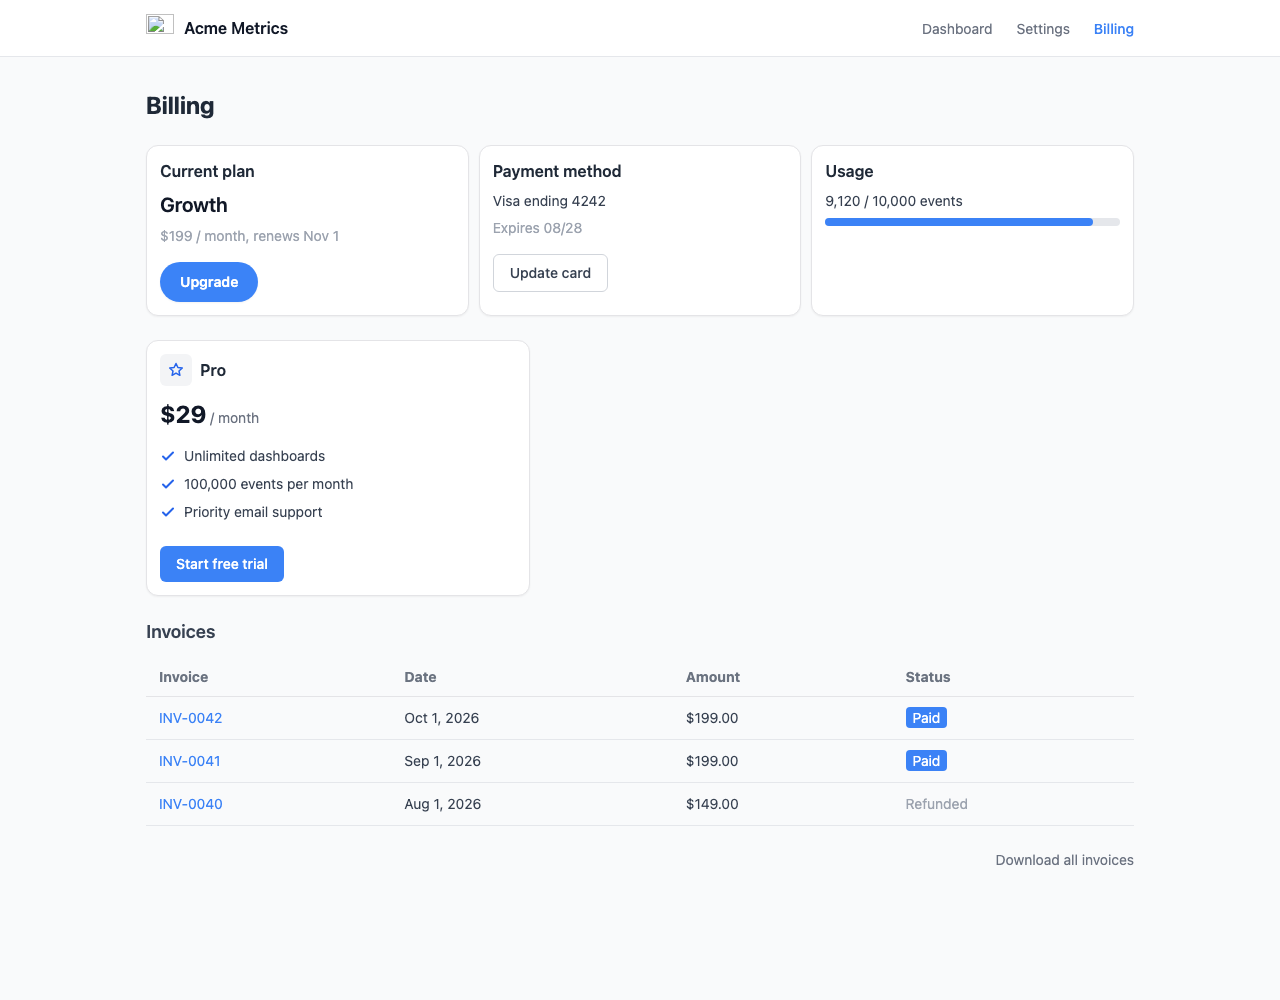 Acme Metrics
Dashboard Settings Billing
Billing
Current plan
Growth
$199 / month, renews Nov 1
Upgrade
Payment method
Visa ending 4242
Expires 08/28
Update card
Usage
9,120 / 10,000 events
Pro
$29 / month
Unlimited dashboards
100,000 events per month
Priority email support
Start free trial
Invoices
Invoice Date Amount Status
INV-0042 Oct 1, 2026 $199.00 Paid
INV-0041 Sep 1, 2026 $199.00 Paid
INV-0040 Aug 1, 2026 $149.00 Refunded
Download all invoices